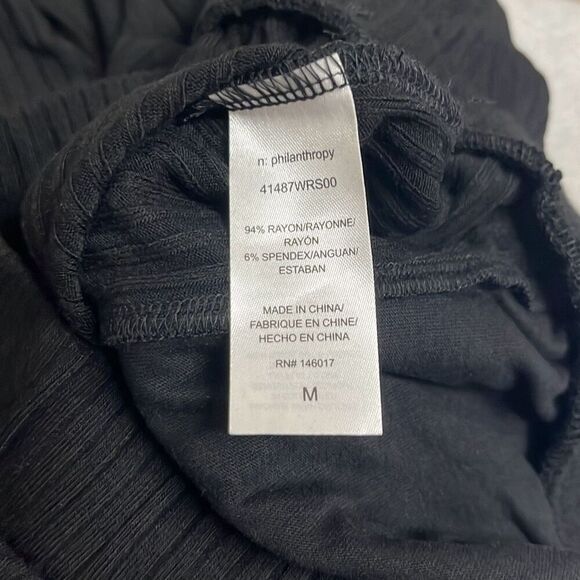 n: philanthropy
41487WRS00
94% RAYON/RAYONNE/
RAYÓN
6% SPENDEX/ANGUAN/
ESTABAN
MADE IN CHINA/
FABRIQUE EN CHINE/
HECHO EN CHINA
RN# 146017
M